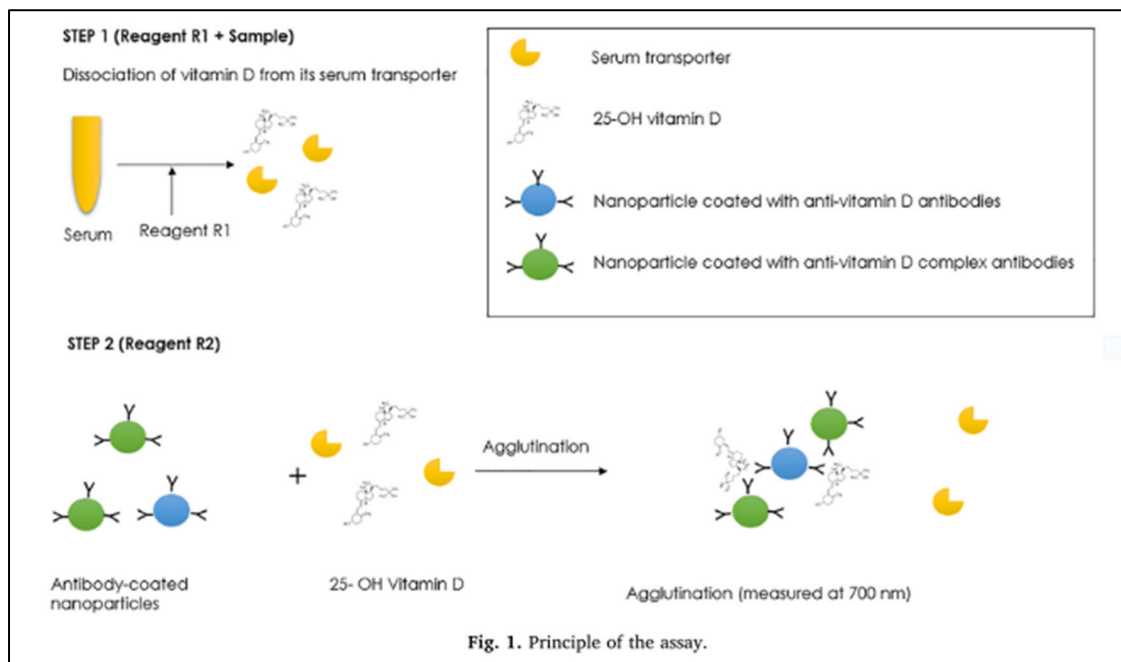 STEP 1 (Reagent R1 + Sample)
Dissociation of vitamin D from its serum transporter
Serum
Reagent R1
Serum transporter
25-OH vitamin D
Nanoparticle coated with anti-vitamin D antibodies
Nanoparticle coated with anti-vitamin D complex antibodies
STEP 2 (Reagent R2)
+
Agglutination
Antibody-coated
nanoparticles
25- OH Vitamin D
Agglutination (measured at 700 nm)
Fig. 1. Principle of the assay.